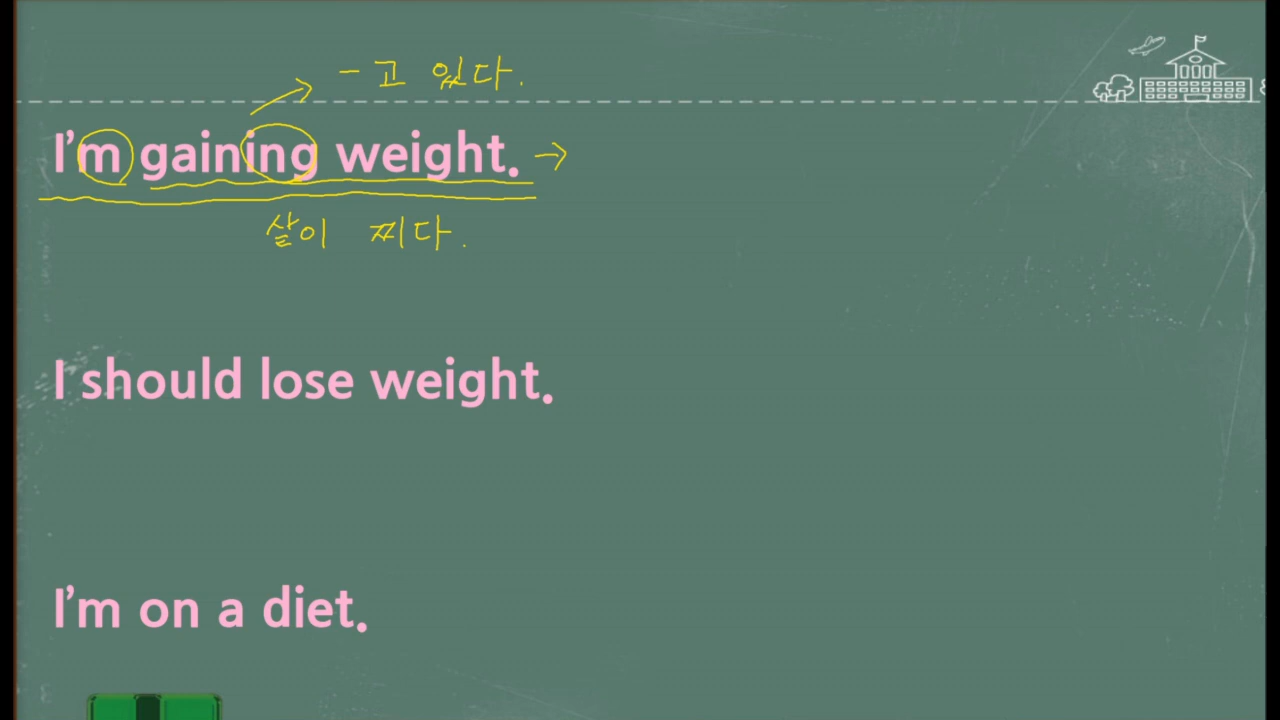 -고 있다.
I'm gaining weight. →
살이 찌다.
I should lose weight.
I'm on a diet.